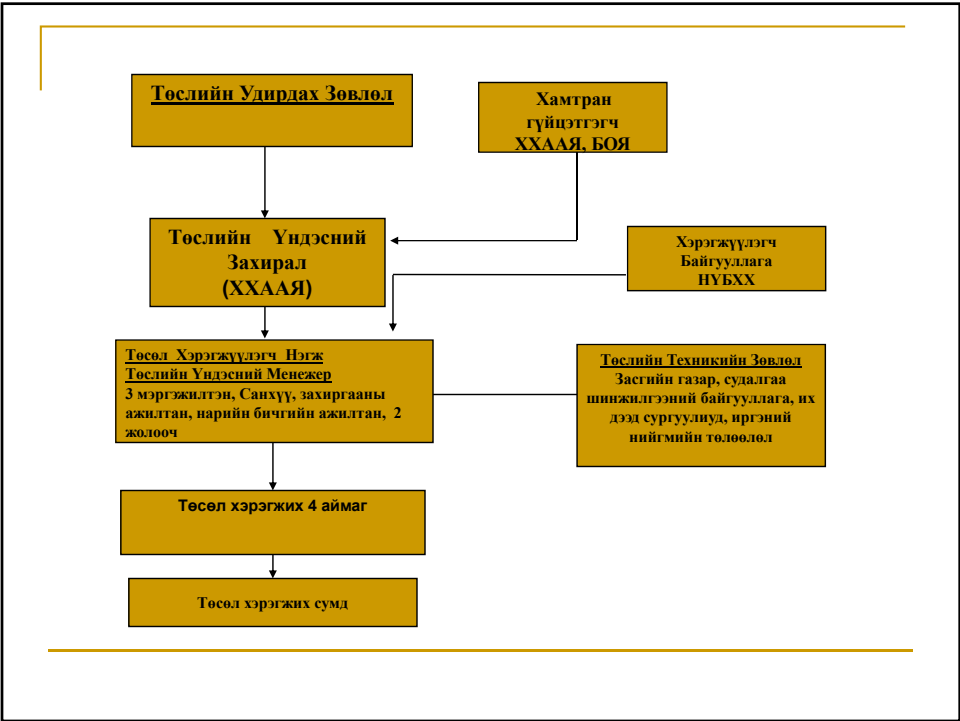 Төслийн Удирдах Зөвлөл
Хамтран
гүйцэтгэгч
ХХААЯ, БОЯ
Төслийн Үндэсний
Захирал
(ХХААЯ)
Хэрэгжүүлэгч
Байгууллага
НҮБХХ
Төсөл Хэрэгжүүлэгч Нэгж
Төслийн Үндэсний Менежер
3 мэргэжилтэн, Санхүү, захиргааны
ажилтан, нарийн бичгийн ажилтан, 2
жолооч
Төслийн Техникийн Зөвлөл
Засгийн газар, судалгаа
шинжилгээний байгууллага, их
дээд сургуулиуд, иргэний
нийгмийн төлөөлөл
Төсөл хэрэгжих 4 аймаг
Төсөл хэрэгжих сумд